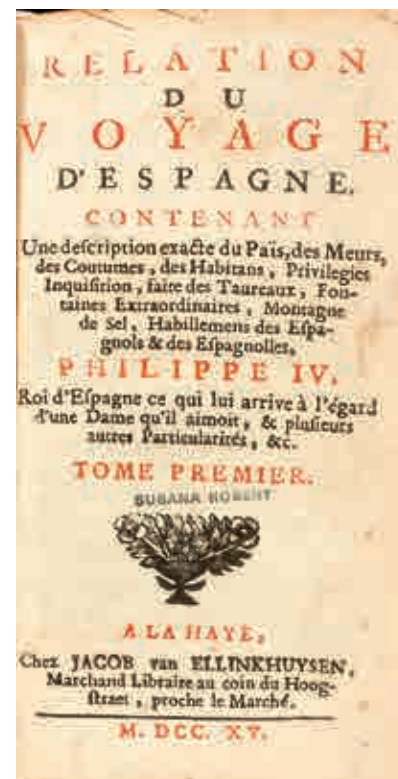 RELATION
DU
VOYAGE
D'ESPAGNE.
CONTENANT
Une description exacte du Païs, des Meurs,
des Coutumes, des Habitans, Privilegies
Inquisition, faire des Taureaux, Fon-
taines Extraordinaires, Montagne
de Sel, Habillemens des Espa-
gnols & des Espagnolles,
PHILIPPE IV.
Roi d'Espagne ce qui lui arrive à l'égard
d'une Dame qu'il aimoit, & plusieurs
autres Particularités, &c.
TOME PREMIER.
SUSANA ROBERT
A LA HAYE,
Chez JACOB van ELLINKHUYSEN,
Marchand Libraire au coin du Hoog-
straet, proche le Marché.
M. DCC. XV.